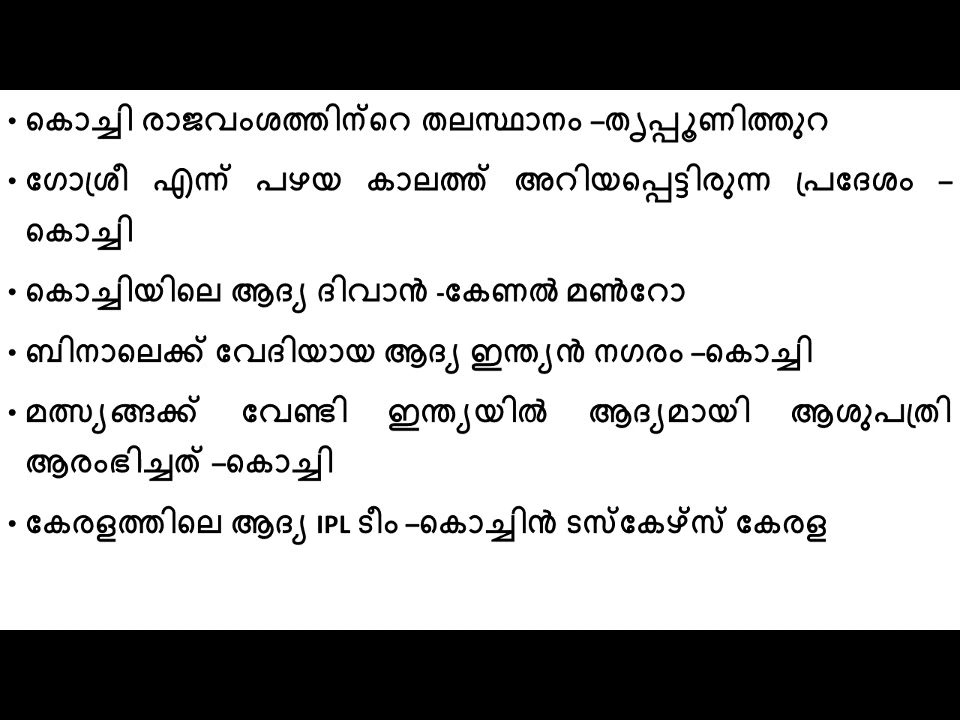 • കൊച്ചി രാജവംശത്തിന്റെ തലസ്ഥാനം –തൃപ്പൂണിത്തുറ
• ഗോശ്രീ എന്ന് പഴയ കാലത്ത് അറിയപ്പെട്ടിരുന്ന പ്രദേശം –
കൊച്ചി
• കൊച്ചിയിലെ ആദ്യ ദിവാൻ -കേണൽ മൺറോ
• ബിനാലെക്ക് വേദിയായ ആദ്യ ഇന്ത്യൻ നഗരം –കൊച്ചി
• മത്സ്യങ്ങക്ക് വേണ്ടി ഇന്ത്യയിൽ ആദ്യമായി ആശുപത്രി
ആരംഭിച്ചത് –കൊച്ചി
• കേരളത്തിലെ ആദ്യ IPL ടീം –കൊച്ചിൻ ടസ്കേഴ്സ് കേരള